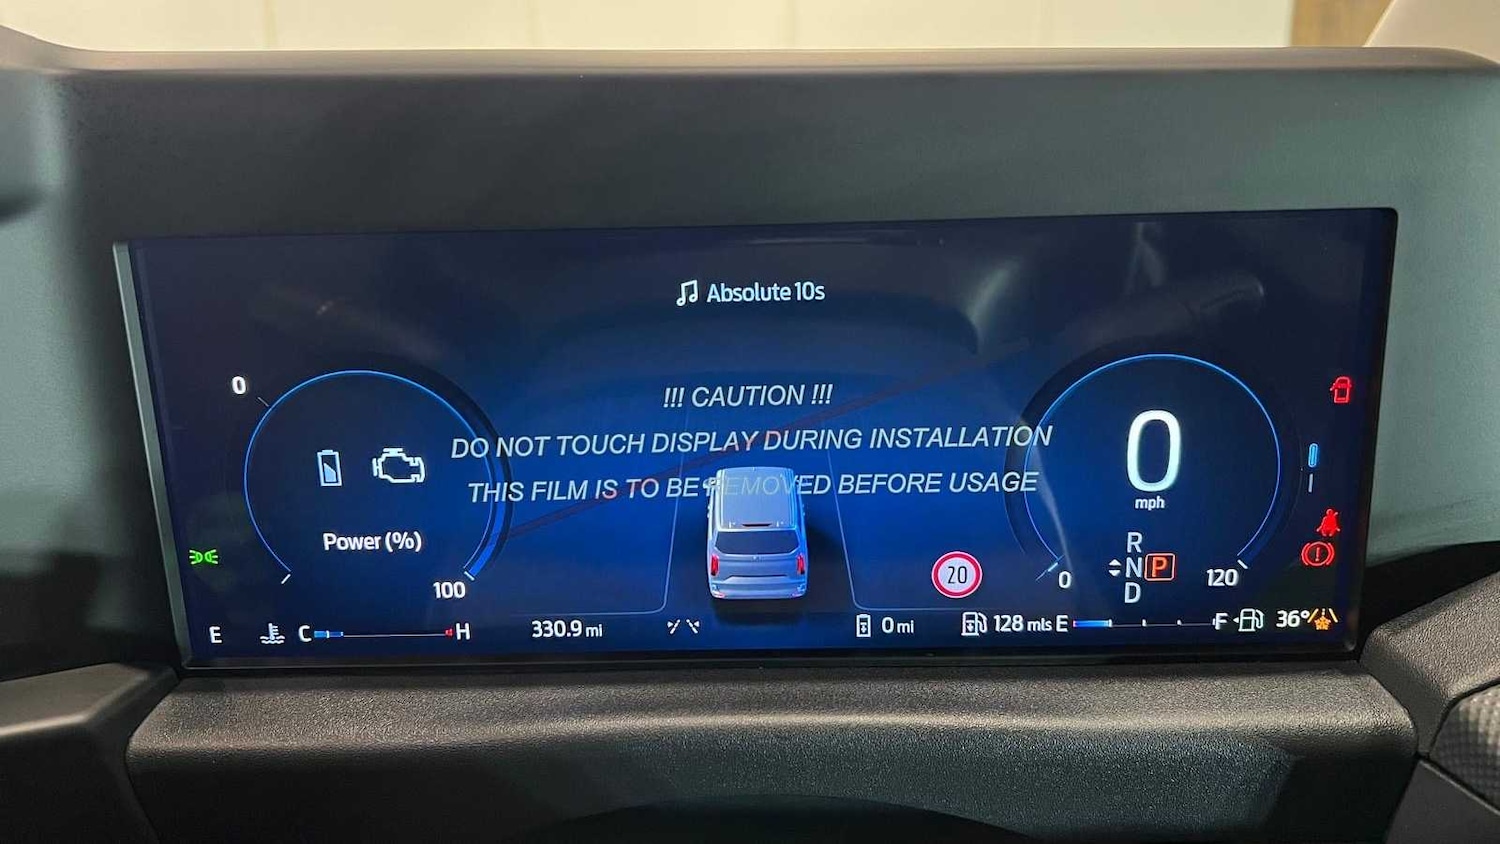 Absolute 10s
!!! CAUTION !!!
DO NOT TOUCH DISPLAY DURING INSTALLATION
THIS FILM IS TO BE REMOVED BEFORE USAGE
0
Power (%)
100
0
mph
R
N P
D
0
120
20
E
C
H
330.9 mi
0 mi
128 mls
E
F
36°